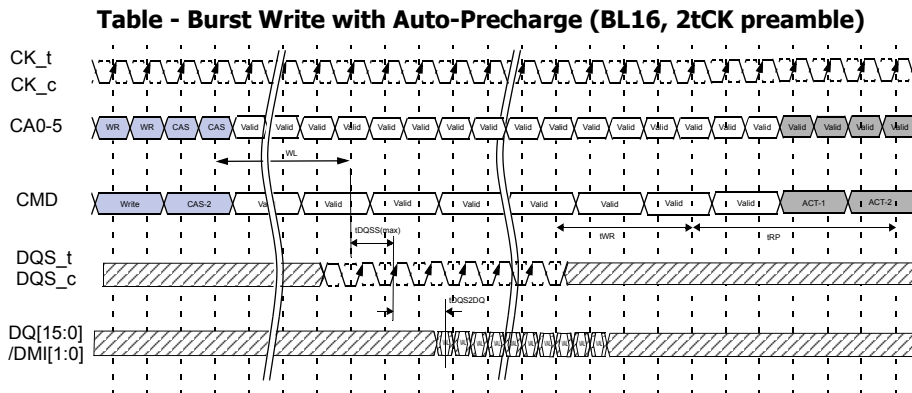 Table - Burst Write with Auto-Precharge (BL16, 2tCK preamble)
CK_t
CK_c
CA0-5 WR WR CAS CAS Valid Valid Valid Valid Valid Valid Valid Valid Valid Valid Valid Valid Valid Valid Valid Valid Valid Valid Valid Valid
WL
CMD Write CAS-2 Valid Valid Valid Valid Valid Valid Valid ACT-1 ACT-2
tDQSS(max) tWR tRP
DQS_t
DQS_c
tDQS2DQ
DQ[15:0]
/DMI[1:0]